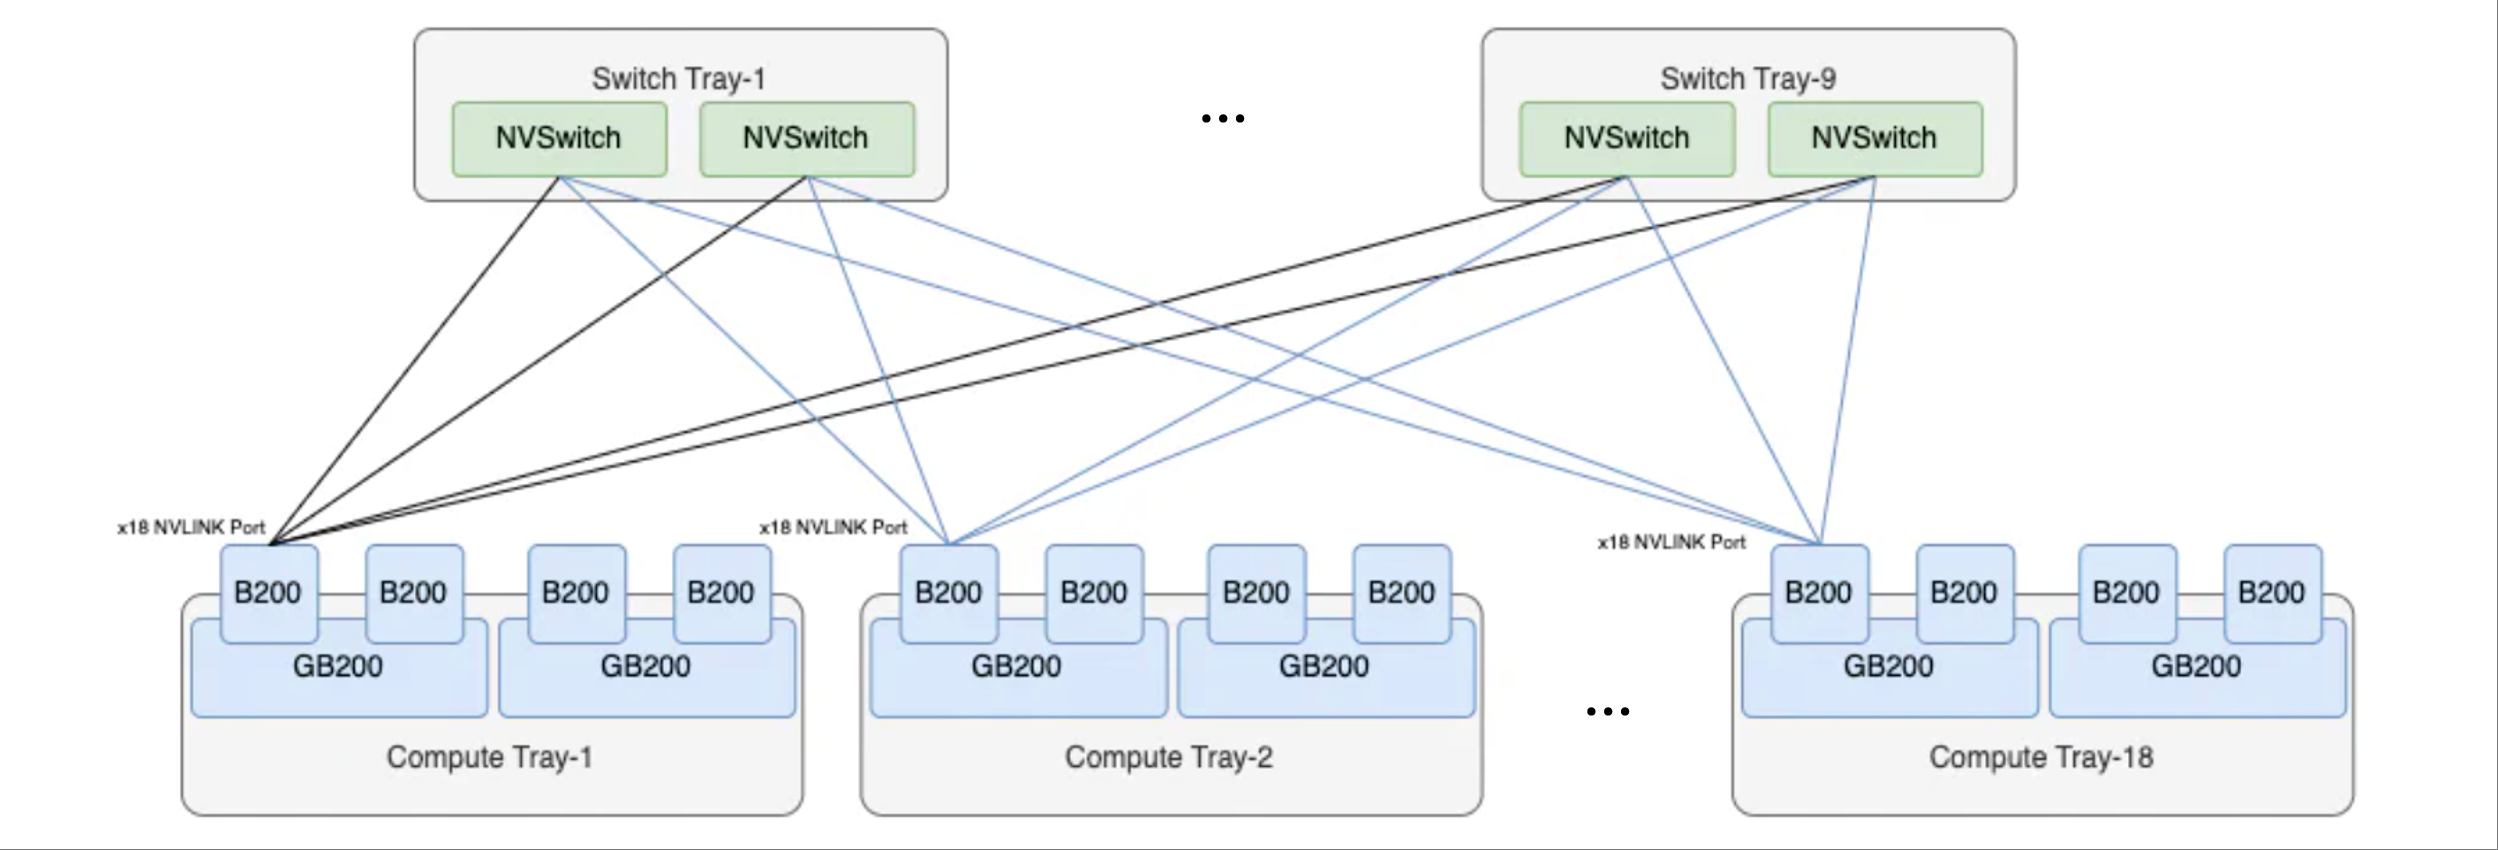 Switch Tray-1
NVSwitch
NVSwitch
...
Switch Tray-9
NVSwitch
NVSwitch
x18 NVLINK Port
B200
B200
B200
B200
GB200
GB200
Compute Tray-1
x18 NVLINK Port
B200
B200
B200
B200
GB200
GB200
Compute Tray-2
...
x18 NVLINK Port
B200
B200
B200
B200
GB200
GB200
Compute Tray-18